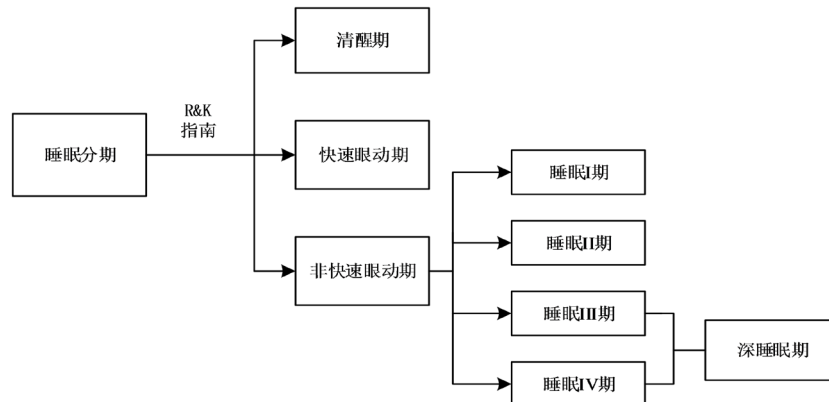 清醒期
R&K
指南
睡眠分期
快速眼动期
睡眠I期
睡眠II期
非快速眼动期
睡眠III期
深睡眠期
睡眠IV期